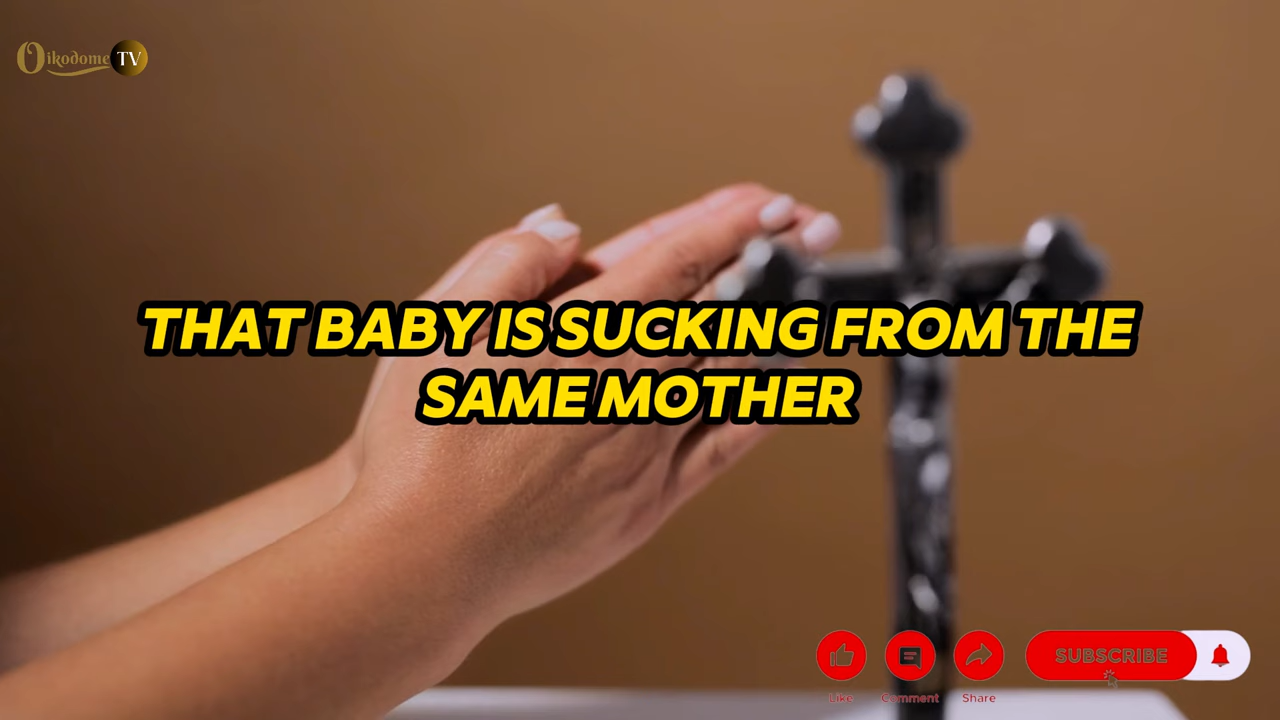 Oikodome TV
THAT BABY IS SUCKING FROM THE
SAME MOTHER
SUBSCRIBE
Like Comment Share